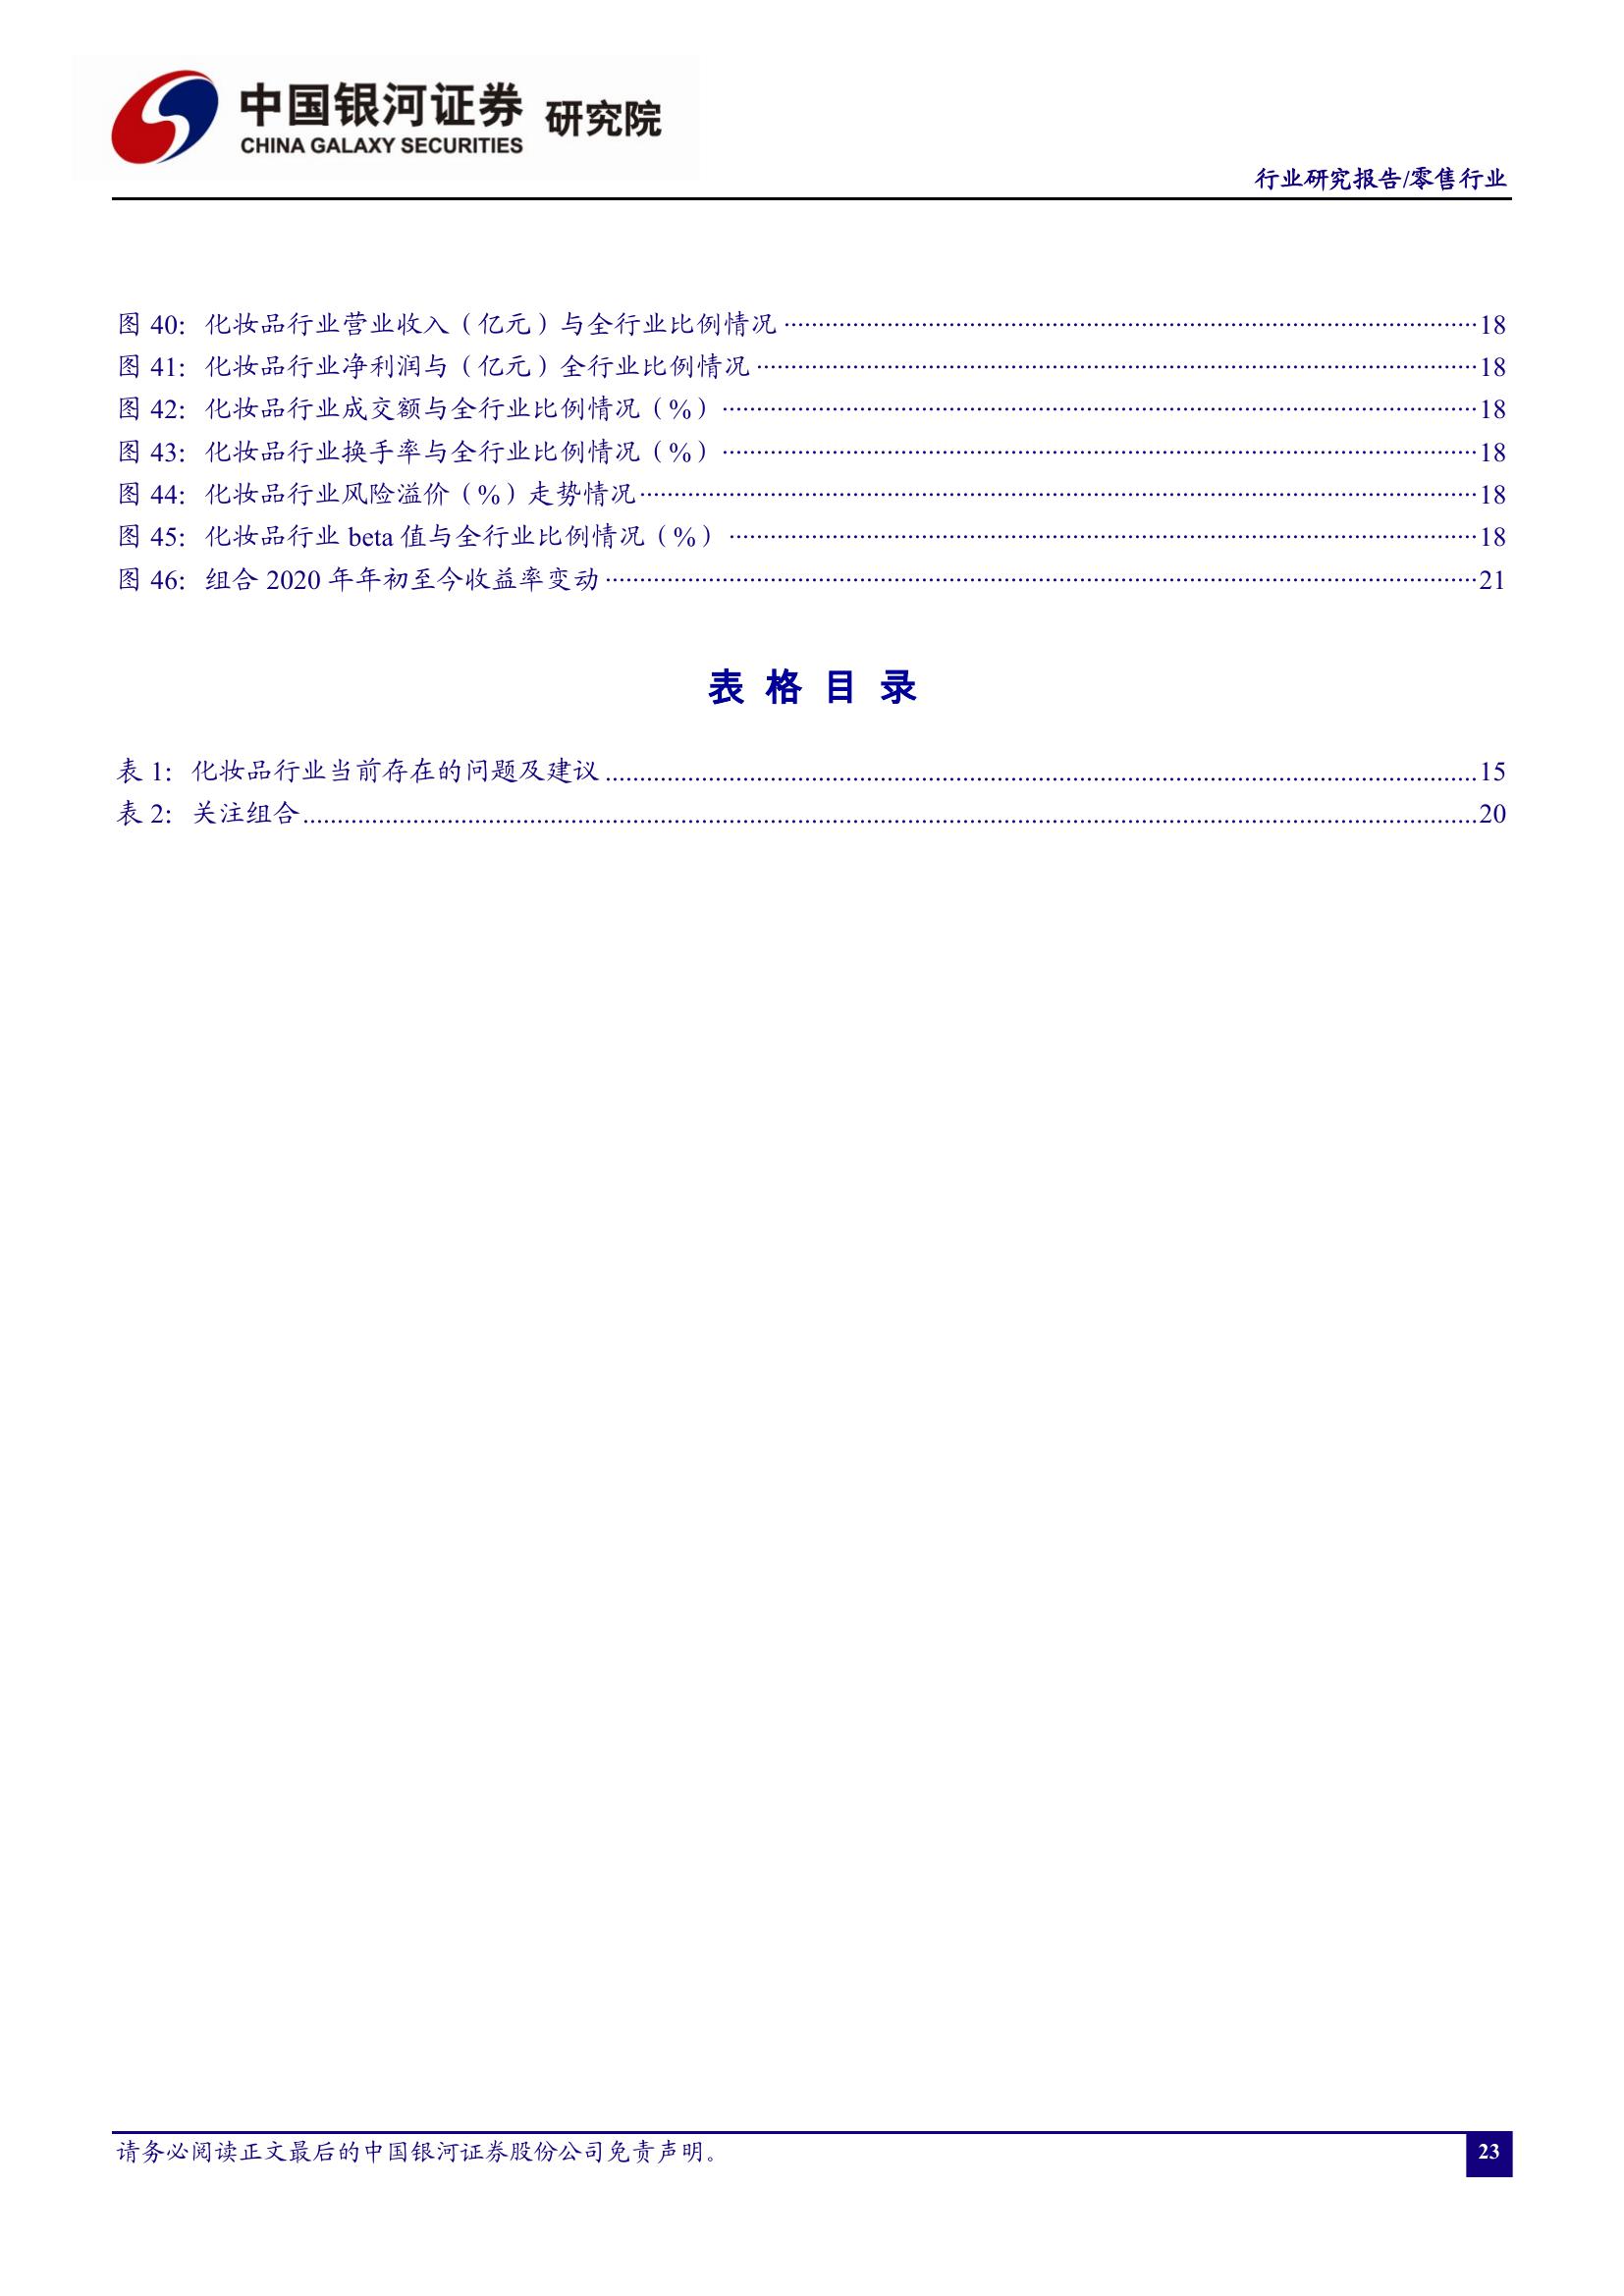 中国银河证券 研究院
CHINA GALAXY SECURITIES
行业研究报告/零售行业
图 40: 化妆品行业营业收入（亿元）与全行业比例情况 ························ 18
图 41: 化妆品行业净利润与（亿元）全行业比例情况 ························ 18
图 42: 化妆品行业成交额与全行业比例情况（%） ························ 18
图 43: 化妆品行业换手率与全行业比例情况（%） ························ 18
图 44: 化妆品行业风险溢价（%）走势情况 ························ 18
图 45: 化妆品行业 beta 值与全行业比例情况（%） ························ 18
图 46: 组合 2020 年年初至今收益率变动 ························ 21
表 格 目 录
表 1: 化妆品行业当前存在的问题及建议 ........................ 15
表 2: 关注组合 ........................ 20
请务必阅读正文最后的中国银河证券股份公司免责声明。
23